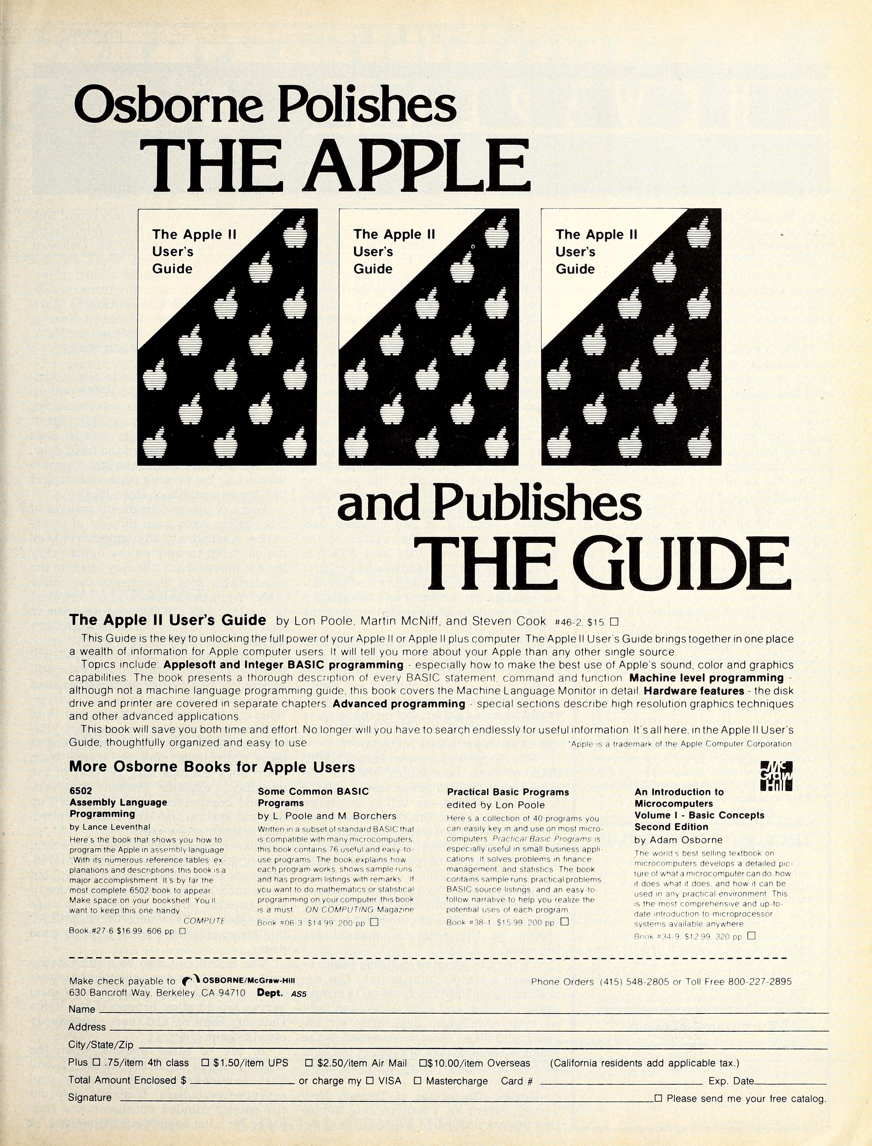 Osborne Polishes
THE APPLE
The Apple II
User's
Guide
The Apple II
User's
Guide
The Apple II
User's
Guide
and Publishes
THE GUIDE
The Apple II User's Guide by Lon Poole, Martin McNiff, and Steven Cook #46-2, $15. □
This Guide is the key to unlocking the full power of your Apple II or Apple II plus computer. The Apple II User's Guide brings together in one place
a wealth of information for Apple computer users. It will tell you more about your Apple than any other single source.
Topics include: Applesoft and Integer BASIC programming - especially how to make the best use of Apple's sound, color and graphics
capabilities. The book presents a thorough description of every BASIC statement, command and function. Machine level programming -
although not a machine language programming guide, this book covers the Machine Language Monitor in detail. Hardware features - the disk
drive and printer are covered in separate chapters. Advanced programming - special sections describe high resolution graphics techniques
and other advanced applications.
This book will save you both time and effort. No longer will you have to search endlessly for useful information. It's all here, in the Apple II User's
Guide, thoughtfully organized and easy to use.
*Apple is a trademark of the Apple Computer Corporation.
More Osborne Books for Apple Users
Mc
Graw
Hill
6502
Assembly Language
Programming
by Lance Leventhal
Here's the book that shows you how to
program the Apple in assembly language.
"With its numerous reference tables, ex-
planations and descriptions, this book is a
major accomplishment. It's by far the
most complete 6502 book to appear.
Make space on your bookshelf. You'll
want to keep this one handy.
COMPUTE
Book #27-6 $16.99 606 pp. □
Some Common BASIC
Programs
by L. Poole and M. Borchers
Written in a subset of standard BASIC that
is compatible with many microcomputers
this book contains 76 useful and easy-to-
use programs. The book explains how
each program works, shows sample runs
and has program listings with remarks. "If
you want to do mathematics or statistical
programming on your computer, this book
is a must." ON COMPUTING Magazine
Book #06-3 $14.99 200 pp. □
Practical Basic Programs
edited by Lon Poole
Here's a collection of 40 programs you
can easily key in and use on most micro-
computers. Practical Basic Programs is
especially useful in small business appli-
cations. It solves problems in finance,
management, and statistics. The book
contains sample runs, practical problems,
BASIC source listings, and an easy-to-
follow narrative to help you realize the
potential uses of each program.
Book #38-1 $15.99 200 pp. □
An Introduction to
Microcomputers
Volume I - Basic Concepts
Second Edition
by Adam Osborne
The world's best selling textbook on
microcomputers develops a detailed pic-
ture of what a microcomputer can do, how
it does what it does, and how it can be
used in any practical environment. This
is the most comprehensive and up-to-
date introduction to microprocessor
systems available anywhere.
Book #34-9 $12.99 320 pp. □
Make check payable to OSBORNE/McGraw-Hill
630 Bancroft Way, Berkeley, CA 94710 Dept. AS5
Phone Orders: (415) 548-2805 or Toll Free 800-227-2895
Name
Address
City/State/Zip
Plus □ .75/item 4th class □ $1.50/item UPS □ $2.50/item Air Mail □$10.00/item Overseas (California residents add applicable tax.)
Total Amount Enclosed $ or charge my □ VISA □ Mastercharge Card # Exp. Date
Signature □ Please send me your free catalog.